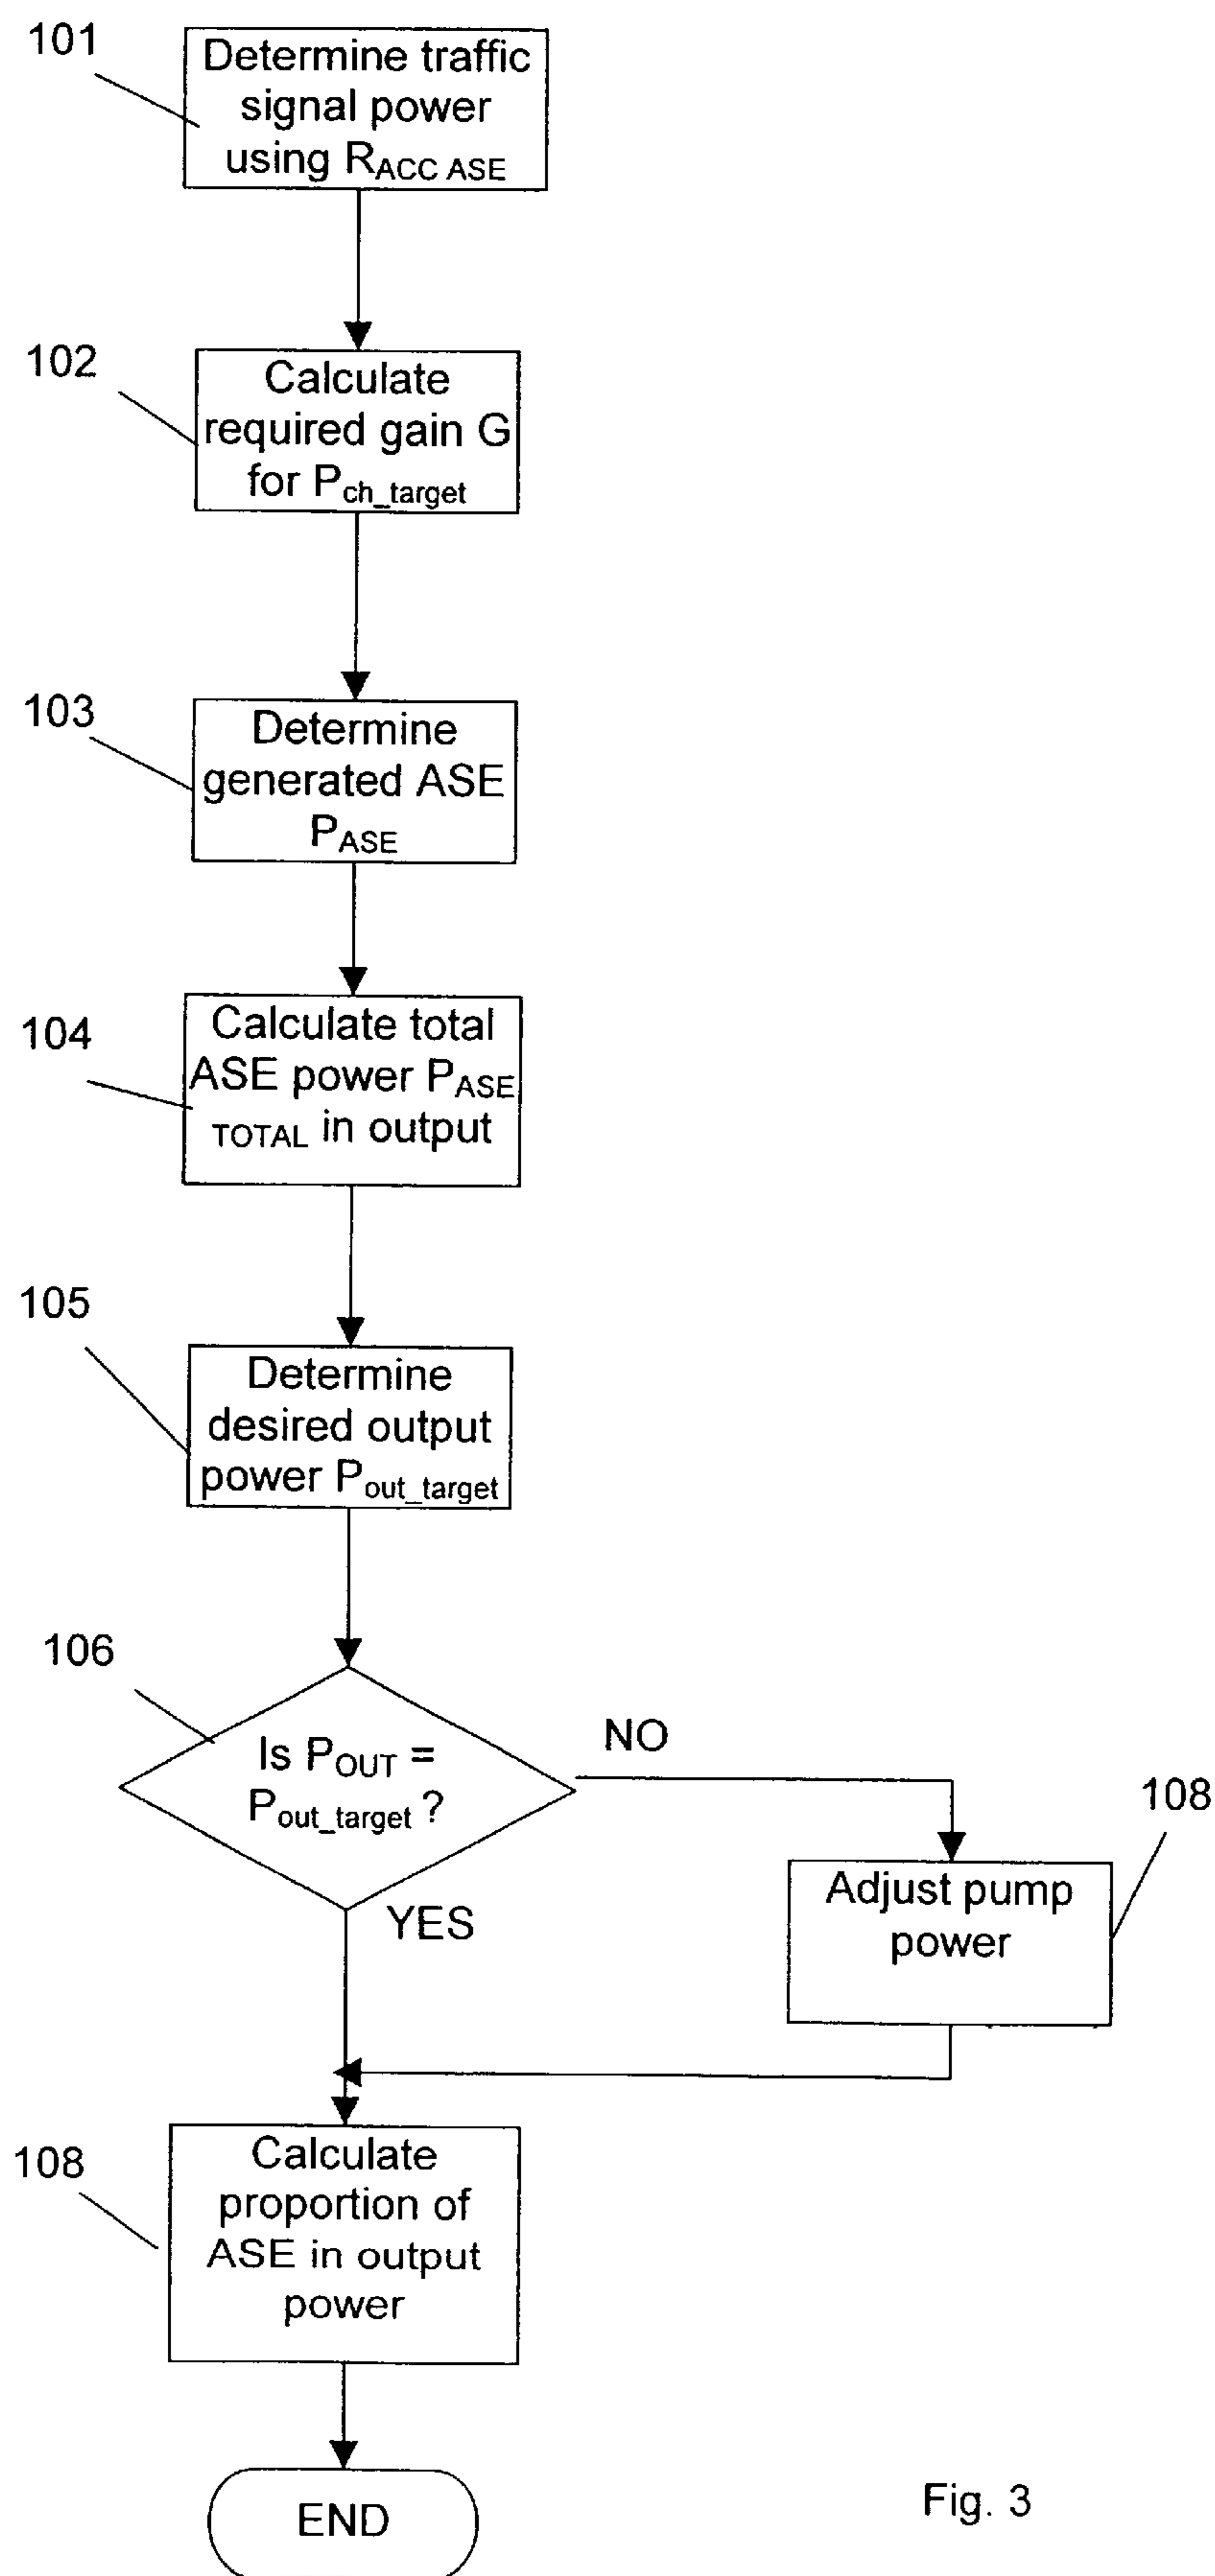 101
Determine traffic
signal power
using RACC ASE
102
Calculate
required gain G
for Pch_target
103
Determine
generated ASE
PASE
104
Calculate total
ASE power PASE
TOTAL in output
105
Determine
desired output
power Pout_target
106
Is POUT =
Pout_target ?
NO
108
Adjust pump
power
YES
108
Calculate
proportion of
ASE in output
power
END
Fig. 3